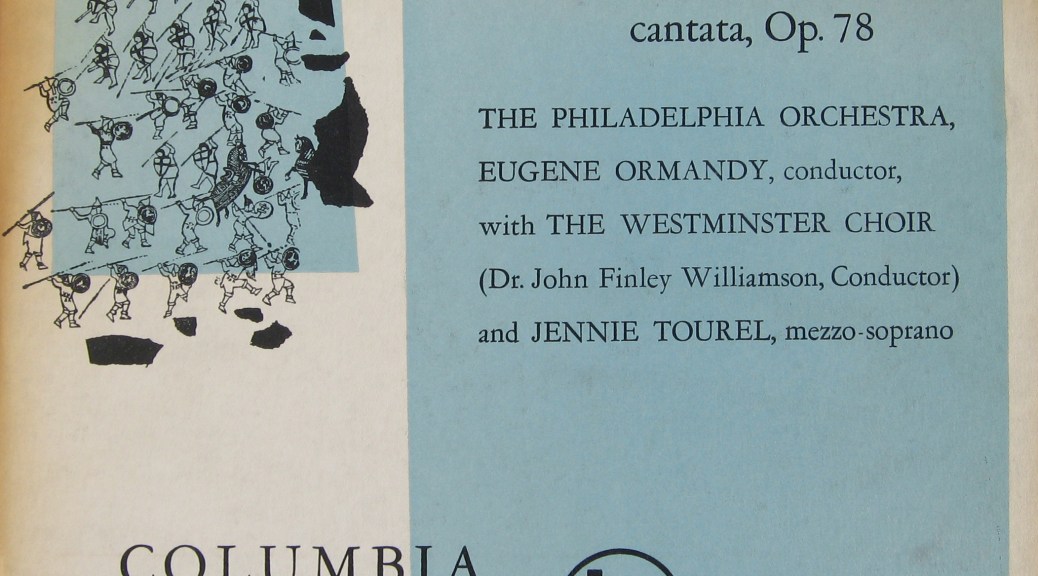 cantata, Op. 78
THE PHILADELPHIA ORCHESTRA,
EUGENE ORMANDY, conductor,
with THE WESTMINSTER CHOIR
(Dr. John Finley Williamson, Conductor)
and JENNIE TOUREL, mezzo-soprano
COLUMBIA